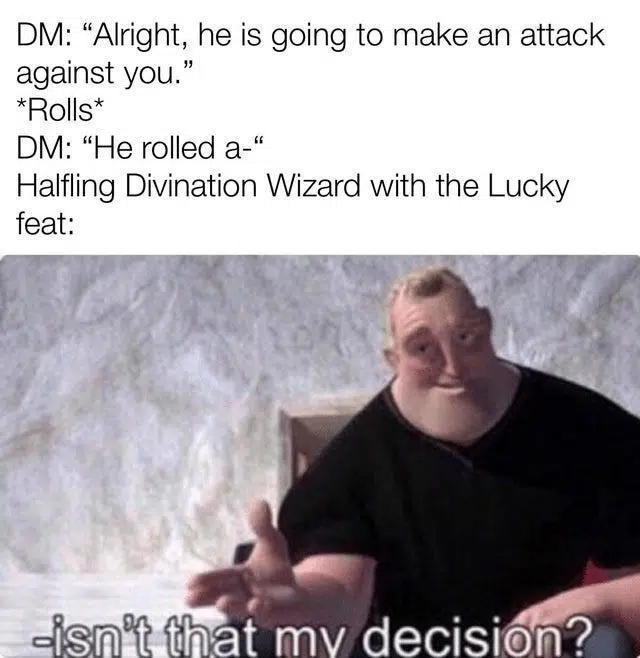 DM: “Alright, he is going to make an attack
against you.”
*Rolls*
DM: “He rolled a-“
Halfling Divination Wizard with the Lucky
feat:
-isn't that my decision?